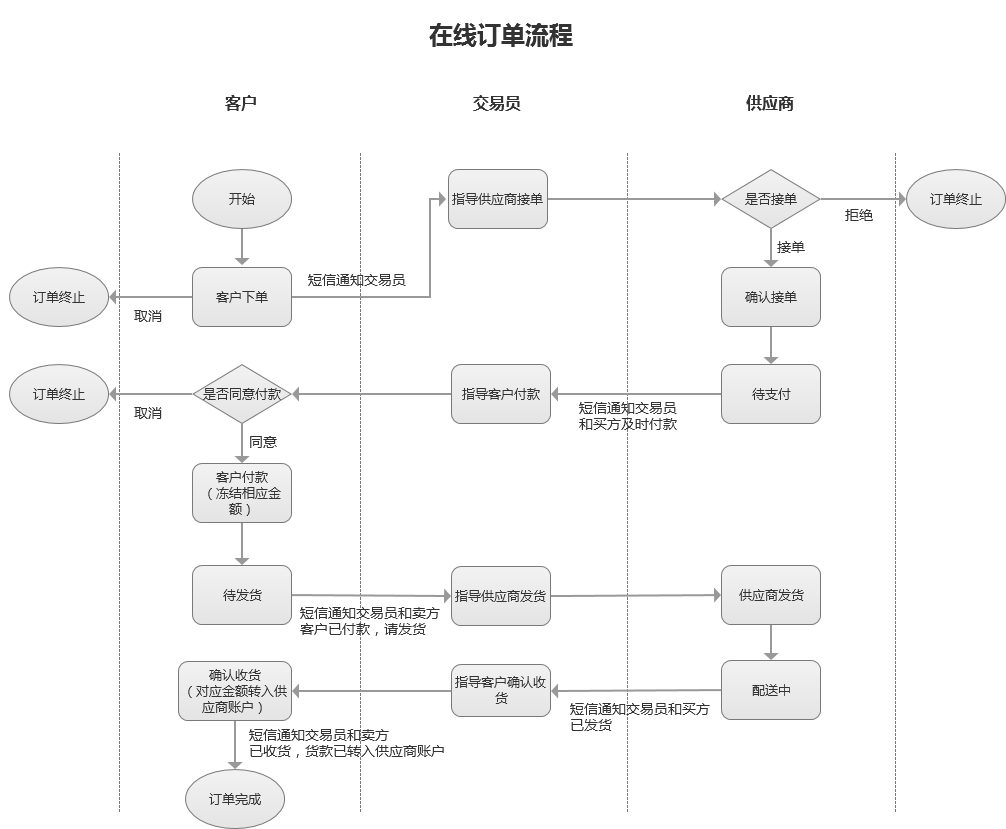 在线订单流程
客户
交易员
供应商
开始
指导供应商接单
是否接单
订单终止
拒绝
接单
订单终止
取消
客户下单
短信通知交易员
确认接单
订单终止
取消
是否同意付款
指导客户付款
短信通知交易员
和买方及时付款
待支付
同意
客户付款
（冻结相应金
额）
待发货
短信通知交易员和卖方
客户已付款，请发货
指导供应商发货
供应商发货
确认收货
（对应金额转入供
应商账户）
指导客户确认收
货
短信通知交易员和买方
已发货
配送中
短信通知交易员和卖方
已收货，货款已转入供应商账户
订单完成